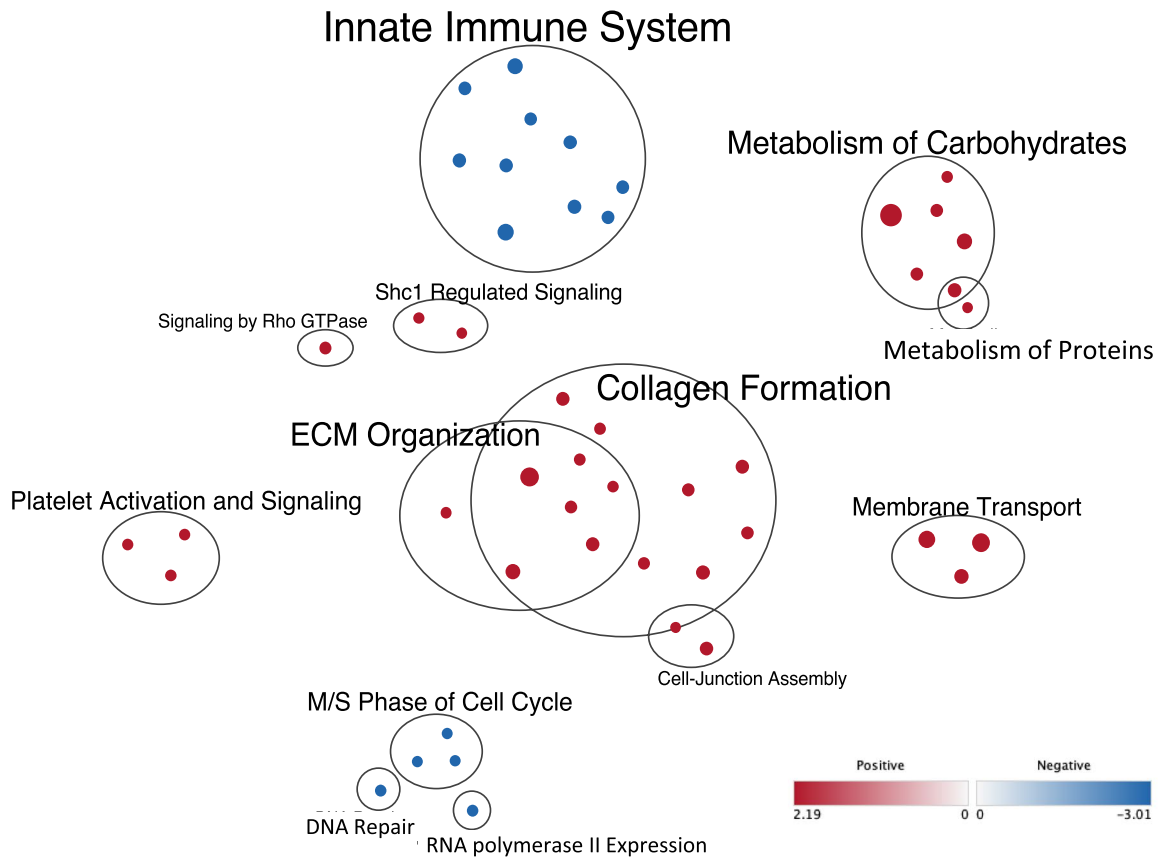 Innate Immune System
Metabolism of Carbohydrates
Shc1 Regulated Signaling
Signaling by Rho GTPase
Metabolism of Proteins
Collagen Formation
ECM Organization
Platelet Activation and Signaling
Membrane Transport
Cell-Junction Assembly
M/S Phase of Cell Cycle
DNA Repair
RNA polymerase II Expression
Positive
Negative
2.19
0
0
-3.01